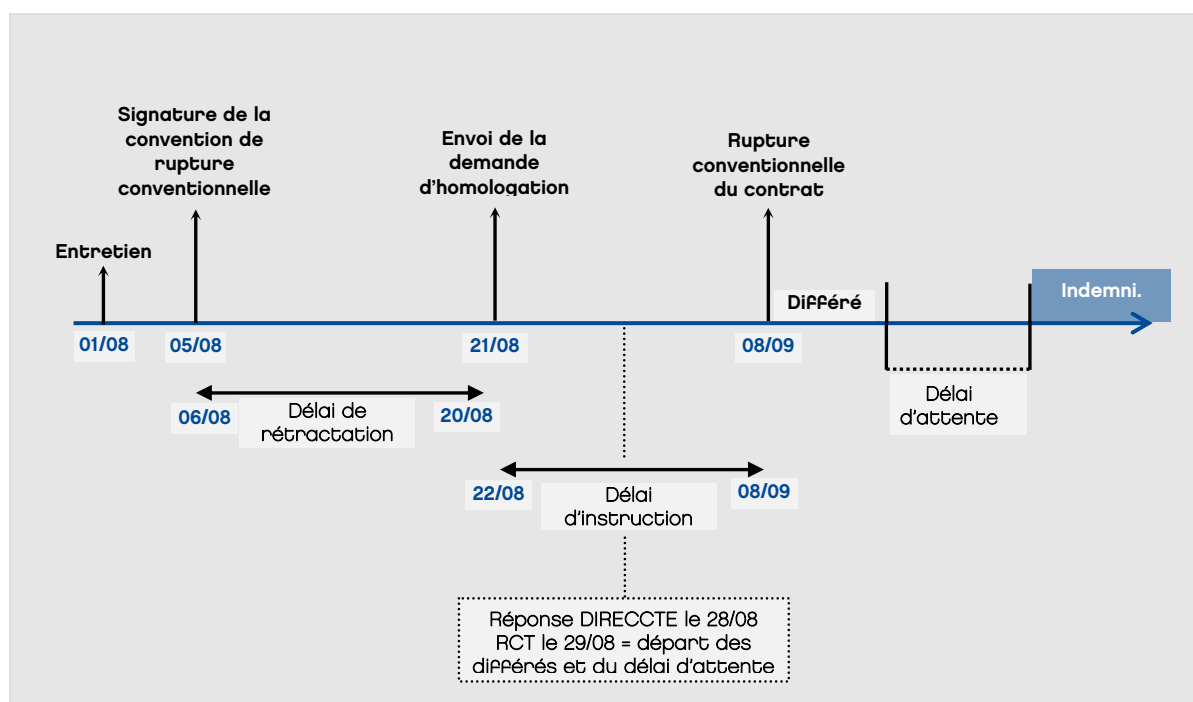 Signature de la
convention de
rupture
conventionnelle
Envoi de la
demande
d'homologation
Rupture
conventionnelle
du contrat
Entretien
Différé
Indemni.
01/08
05/08
21/08
08/09
06/08
Délai de
rétractation
20/08
Délai
d'attente
22/08
Délai
d'instruction
08/09
Réponse DIRECCTE le 28/08
RCT le 29/08 = départ des
différés et du délai d'attente